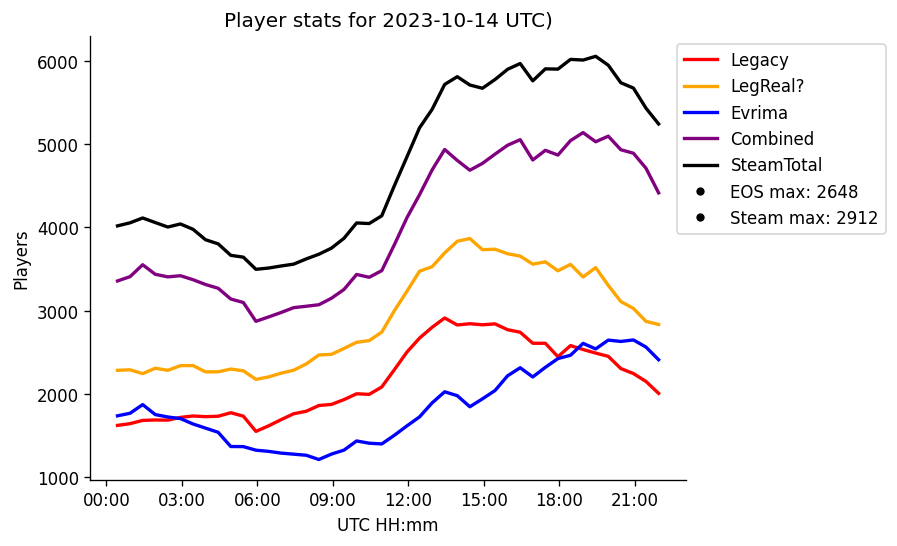 Player stats for 2023-10-14 UTC)
6000
5000
4000
3000
2000
1000
Players
00:00 03:00 06:00 09:00 12:00 15:00 18:00 21:00
UTC HH:mm
Legacy
LegReal?
Evrima
Combined
SteamTotal
EOS max: 2648
Steam max: 2912